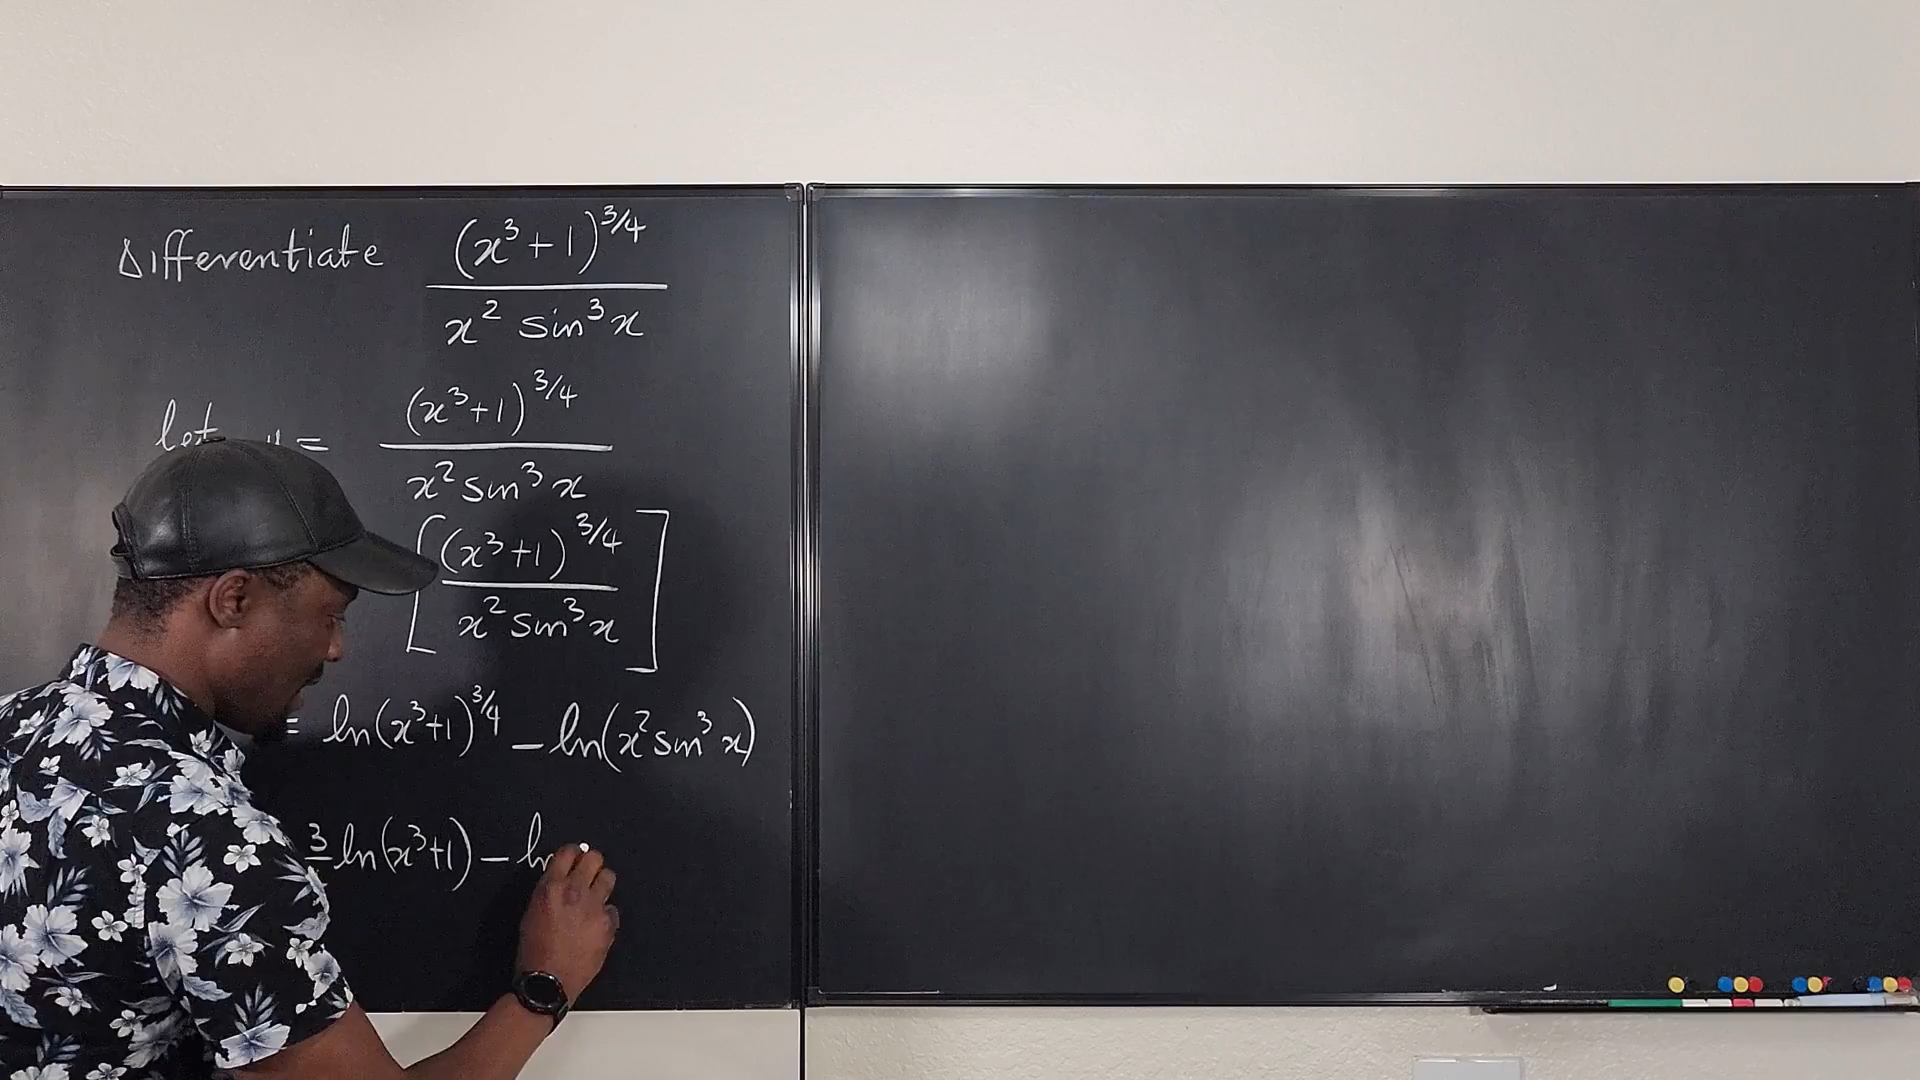 Differentiate (x³+1)^3/4 / x² sin³x
let y = (x³+1)^3/4 / x² sin³x
[(x³+1)^3/4 / x² sin³x]
= ln(x³+1)^3/4 - ln(x² sin³x)
3 ln(x³+1) - ln